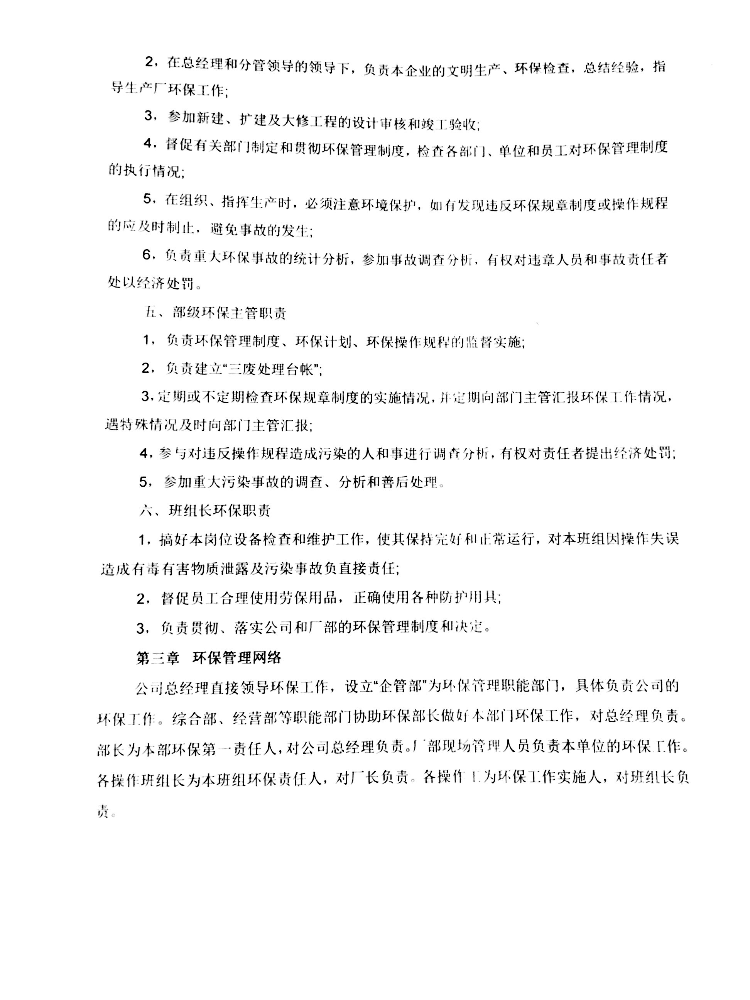 2，在总经理和分管领导的领导下，负责本企业的文明生产、环保检查，总结经验，指
导生产厂环保工作;
3，参加新建、扩建及大修工程的设计审核和竣工验收;
4，督促有关部门制定和贯彻环保管理制度，检查各部门、单位和员工对环保管理制度
的执行情况;
5，在组织、指挥生产时，必须注意环境保护，如有发现违反环保规章制度或操作规程
的应及时制止，避免事故的发生;
6，负责重大环保事故的统计分析，参加事故调查分析，有权对违章人员和事故责任者
处以经济处罚。
五、部级环保主管职责
1，负责环保管理制度、环保计划、环保操作规程的监督实施;
2，负责建立“三废处理台帐”;
3，定期或不定期检查环保规章制度的实施情况，并定期向部门主管汇报环保工作情况，
遇特殊情况及时向部门主管汇报;
4，参与对违反操作规程造成污染的人和事进行调查分析，有权对责任者提出经济处罚;
5，参加重大污染事故的调查、分析和善后处理。
六、班组长环保职责
1，搞好本岗位设备检查和维护工作，使其保持完好和正常运行，对本班组因操作失误
造成有毒有害物质泄露及污染事故负直接责任;
2，督促员工合理使用劳保用品，正确使用各种防护用具;
3，负责贯彻、落实公司和厂部的环保管理制度和决定。
第三章 环保管理网络
公司总经理直接领导环保工作，设立“企管部”为环保管理职能部门，具体负责公司的
环保工作。综合部、经营部等职能部门协助环保部长做好本部门环保工作，对总经理负责。
部长为本部环保第一责任人，对公司总经理负责。厂部现场管理人员负责本单位的环保工作。
各操作班组长为本班组环保责任人，对厂长负责。各操作工为环保工作实施人，对班组长负
责。